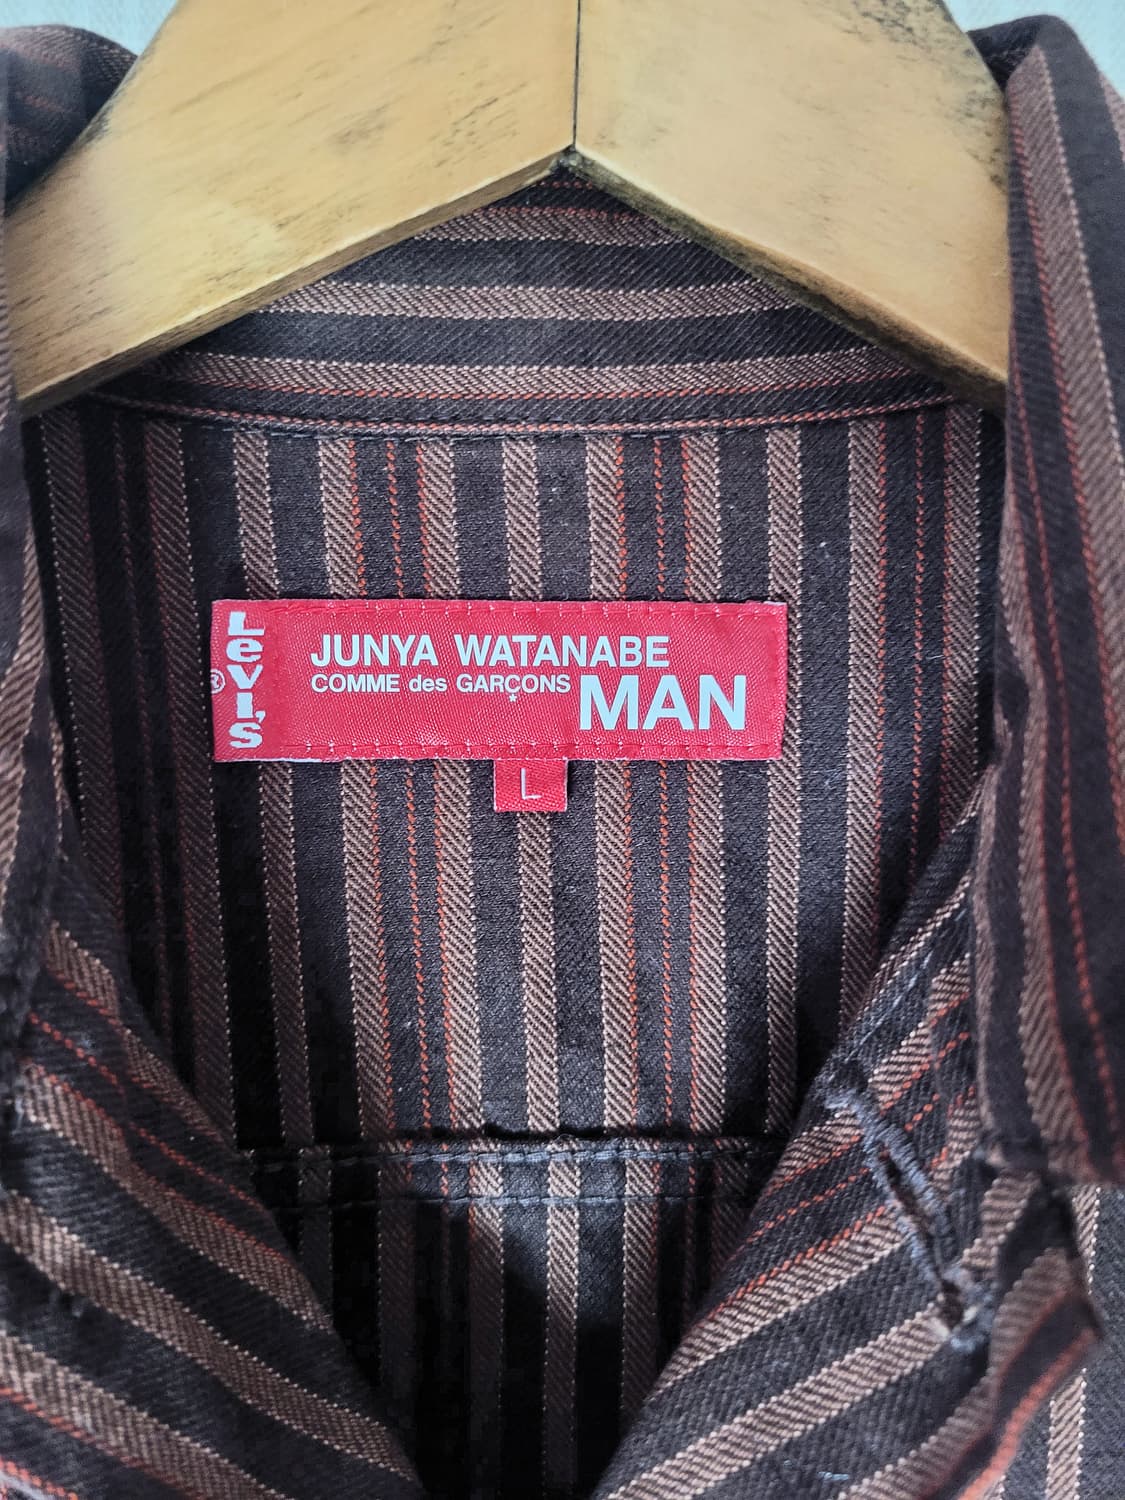 Levi's
®
JUNYA WATANABE
COMME des GARÇONS
MAN
L